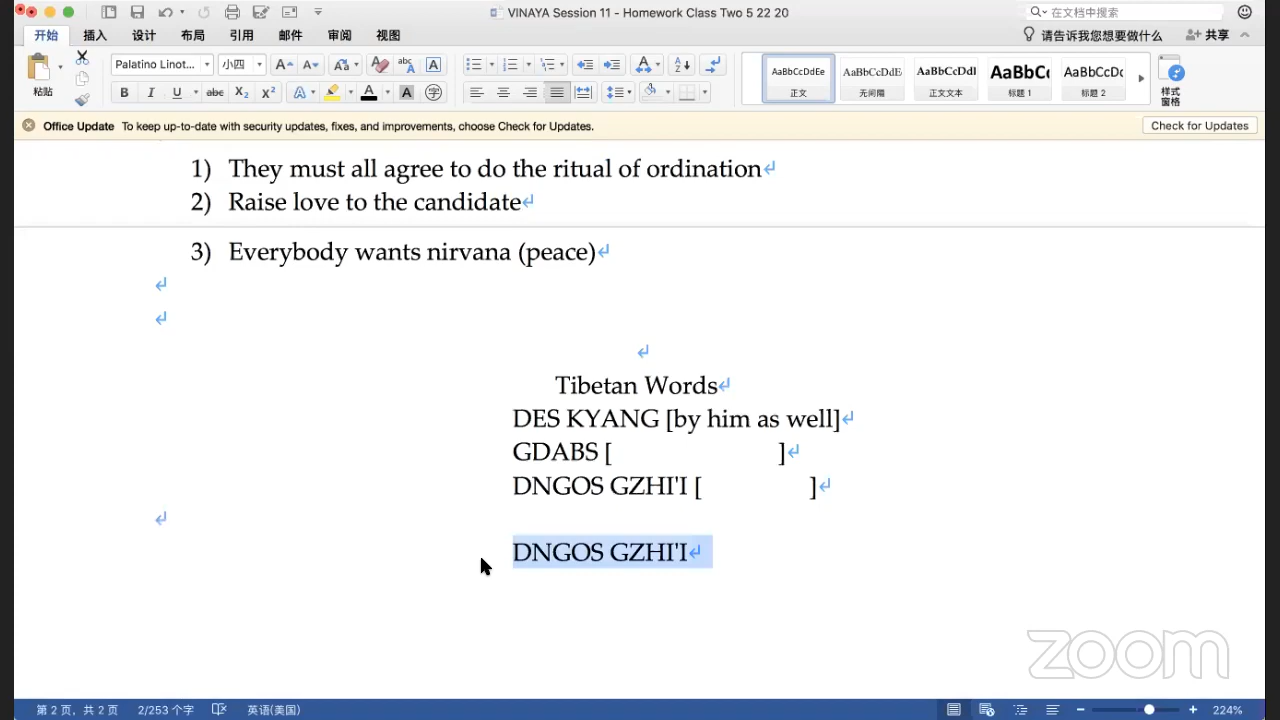 VINAYA Session 11 - Homework Class Two 5 22 20
在文档中搜索
开始 插入 设计 布局 引用 邮件 审阅 视图
请告诉我您想要做什么
共享
粘贴
Palatino Linot...
小四
AaBbCcDdEe
正文
AaBbCcDdE
无间隔
AaBbCcDdI
正文文本
AaBbCc
标题 1
AaBbCcDc
标题 2
样式
窗格
Office Update To keep up-to-date with security updates, fixes, and improvements, choose Check for Updates.
Check for Updates
1) They must all agree to do the ritual of ordination
2) Raise love to the candidate
3) Everybody wants nirvana (peace)
Tibetan Words
DES KYANG [by him as well]
GDABS [ ]
DNGOS GZHI'I [ ]
DNGOS GZHI'I
zoom
第 2 页，共 2 页 2/253 个字 英语(美国)
224%